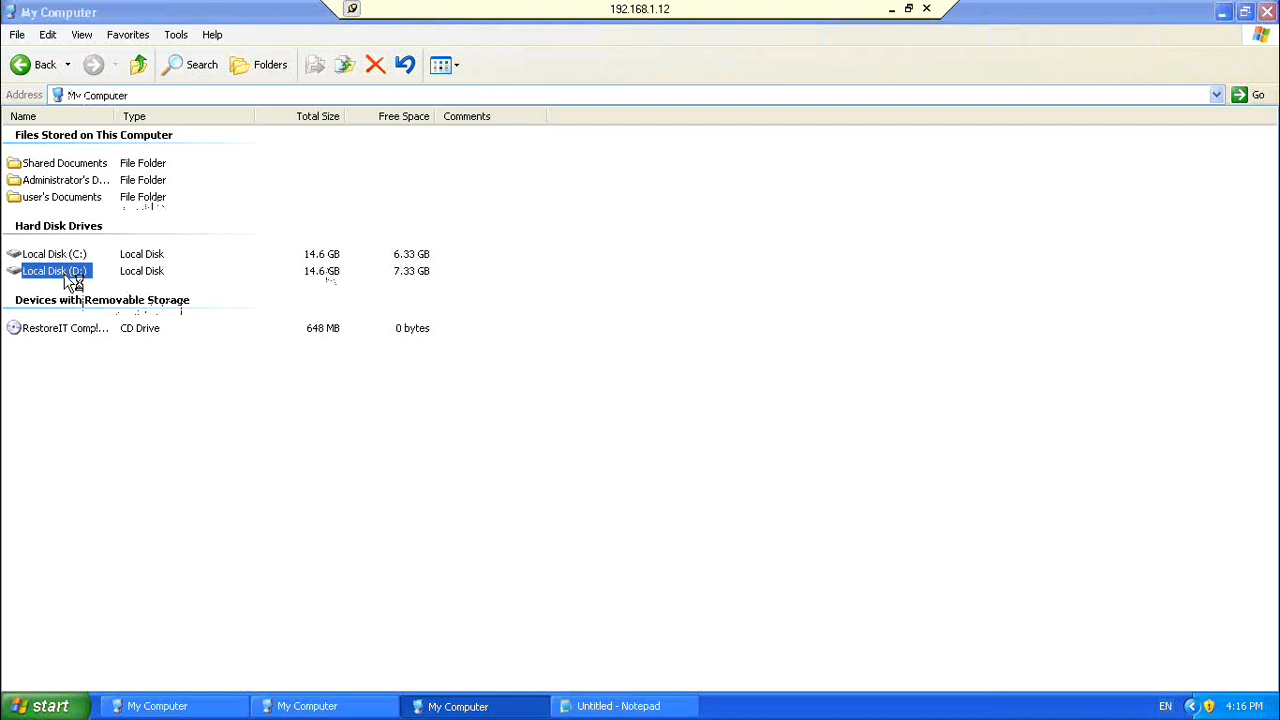 My Computer
192.168.1.12
File Edit View Favorites Tools Help
Back Search Folders
Address My Computer Go
Name Type Total Size Free Space Comments
Files Stored on This Computer
Shared Documents File Folder
Administrator's D... File Folder
user's Documents File Folder
Hard Disk Drives
Local Disk (C:) Local Disk 14.6 GB 6.33 GB
Local Disk (D:) Local Disk 14.6 GB 7.33 GB
Devices with Removable Storage
RestoreIT Compl... CD Drive 648 MB 0 bytes
start My Computer My Computer My Computer Untitled - Notepad EN 4:16 PM